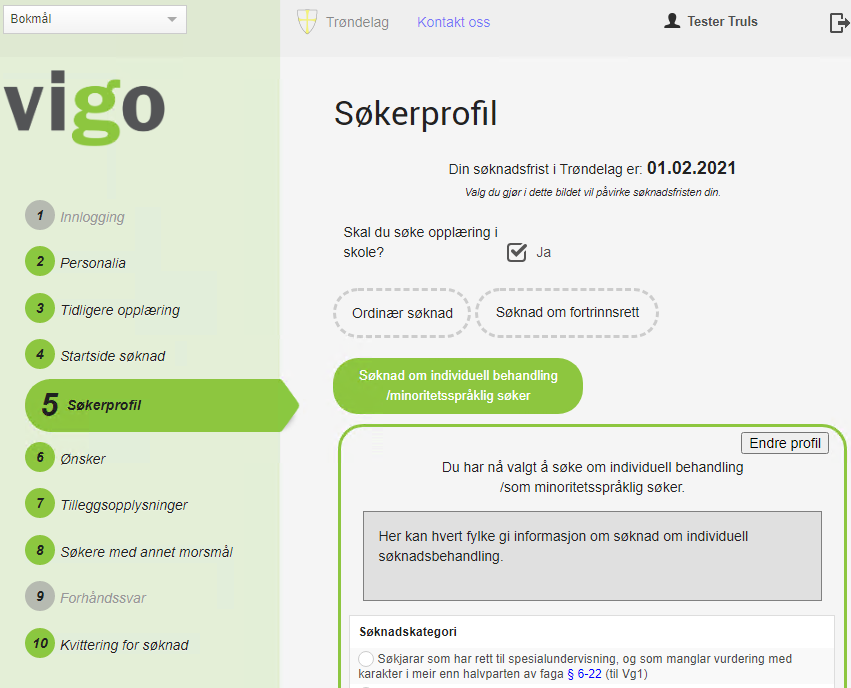 Bokmål
Trøndelag
Kontakt oss
Tester Truls
vigo
1 Innlogging
2 Personalia
3 Tidligere opplæring
4 Startside søknad
5 Søkerprofil
6 Ønsker
7 Tilleggsopplysninger
8 Søkere med annet morsmål
9 Forhåndssvar
10 Kvittering for søknad
Søkerprofil
Din søknadsfrist i Trøndelag er: 01.02.2021
Valg du gjør i dette bildet vil påvirke søknadsfristen din.
Skal du søke opplæring i
skole?
Ja
Ordinær søknad
Søknad om fortrinnsrett
Søknad om individuell behandling
/minoritetsspråklig søker
Endre profil
Du har nå valgt å søke om individuell behandling
/som minoritetsspråklig søker.
Her kan hvert fylke gi informasjon om søknad om individuell
søknadsbehandling.
Søknadskategori
Søkjarar som har rett til spesialundervisning, og som manglar vurdering med
karakter i meir enn halvparten av faga § 6-22 (til Vg1)